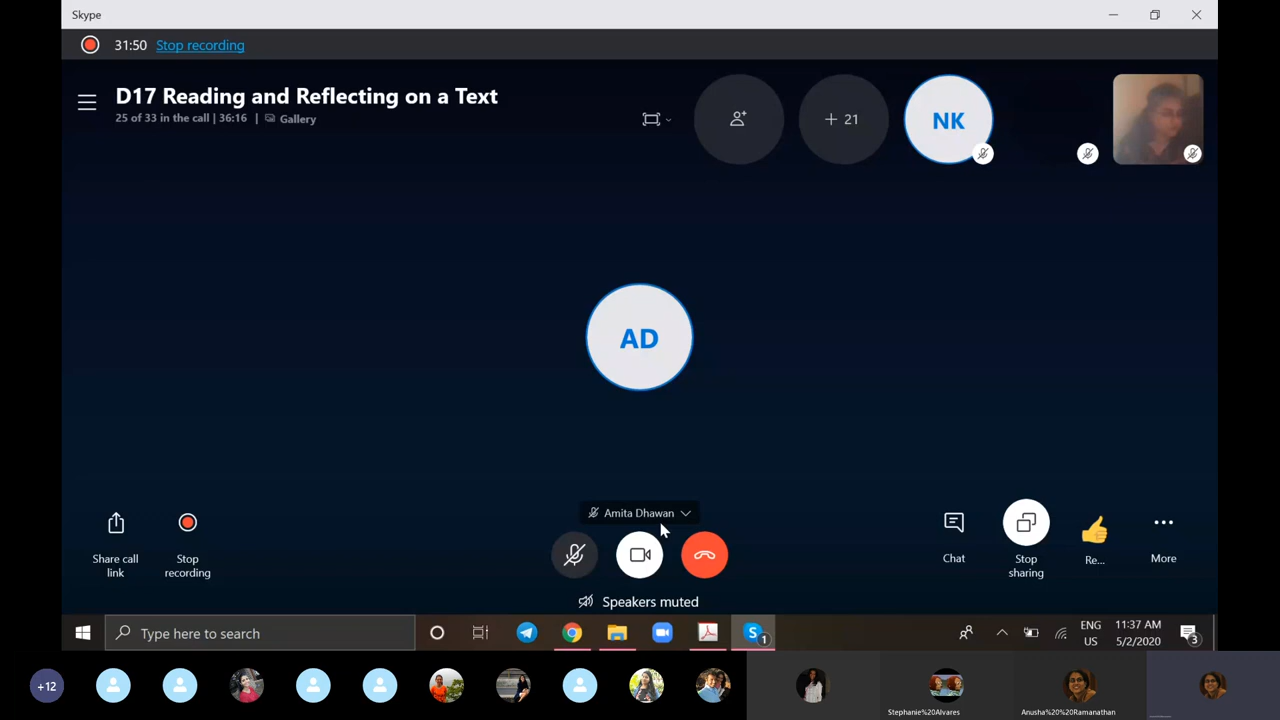 Skype
31:50 Stop recording
D17 Reading and Reflecting on a Text
25 of 33 in the call | 36:16 | Gallery
+ 21
NK
AD
Amita Dhawan
Share call
link
Stop
recording
Speakers muted
Chat
Stop
sharing
Re...
More
Type here to search
S
1
ENG
US
11:37 AM
5/2/2020
3
+12
Stephanie%20Alvares
Anusha%20%20Ramanathan